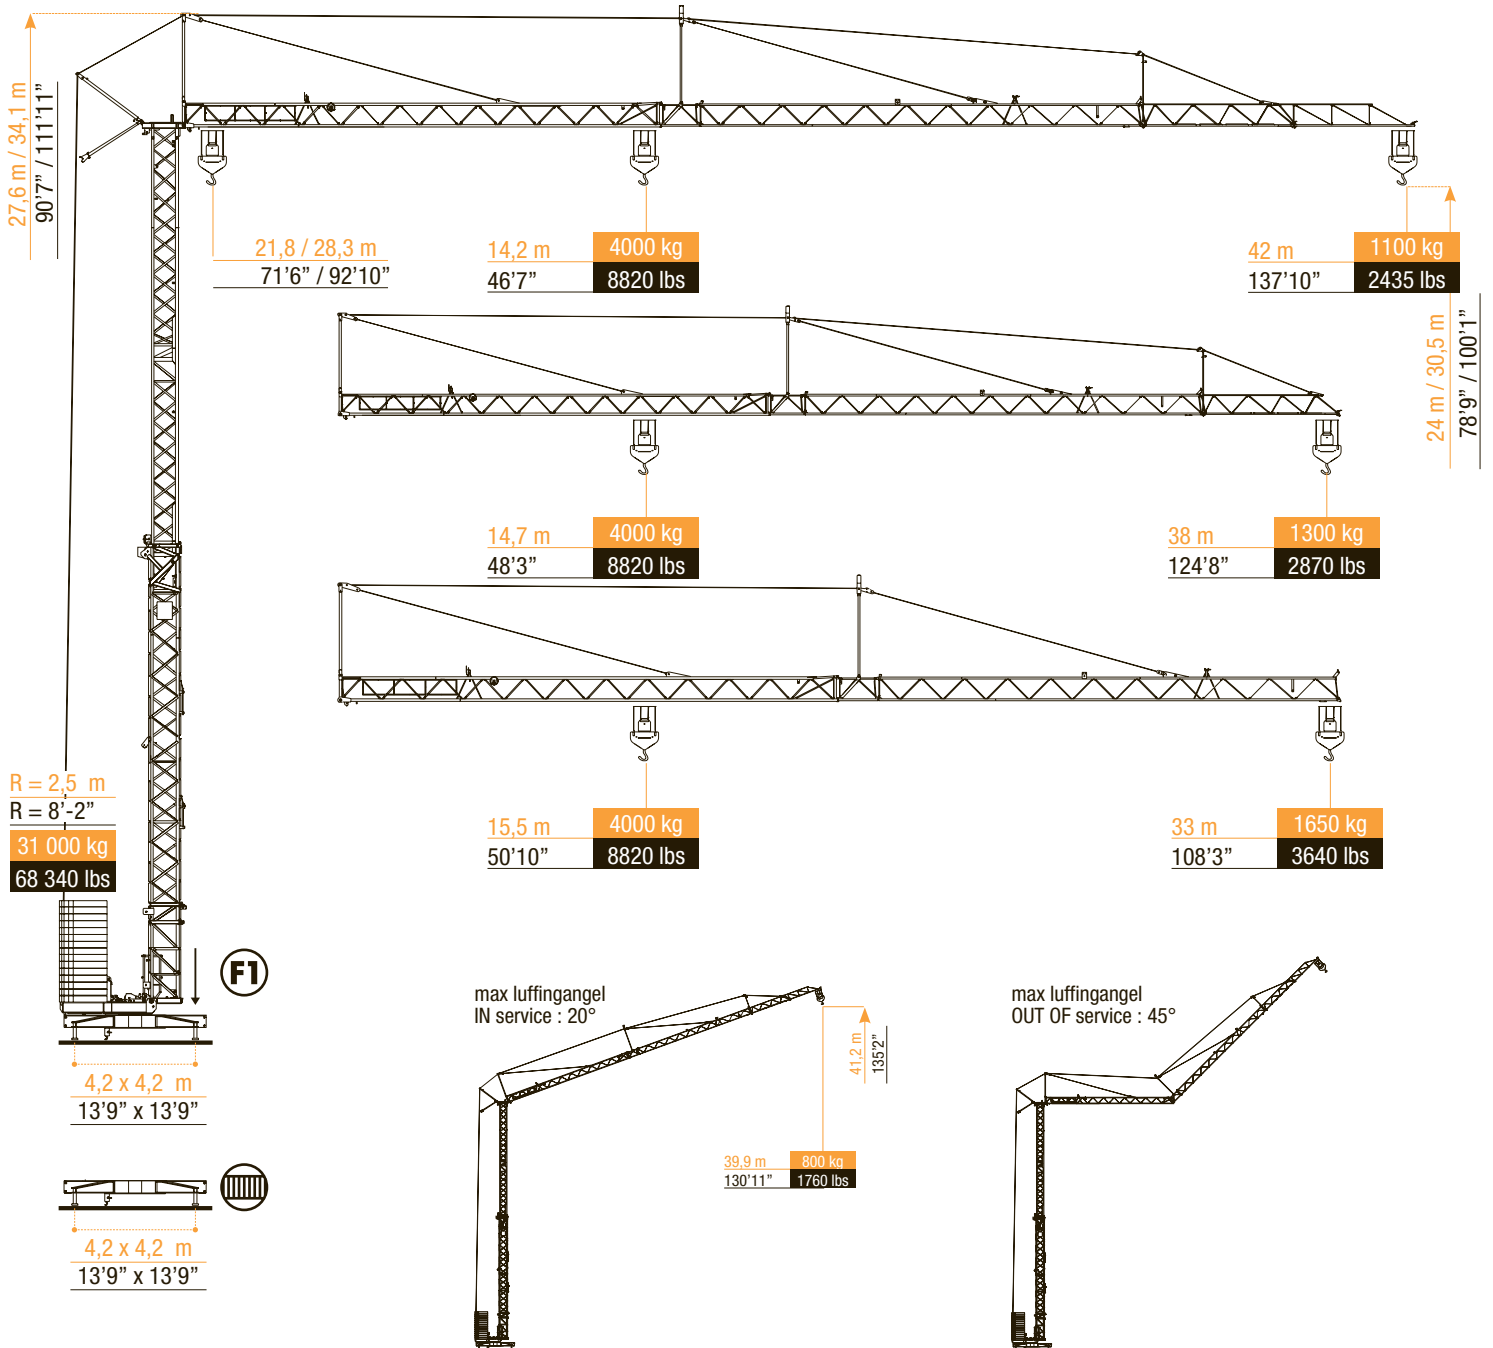 27,6 m / 34,1 m
90’7” / 111’11”
21,8 / 28,3 m
71’6” / 92’10”
14,2 m
4000 kg
46’7”
8820 lbs
42 m
1100 kg
137’10”
2435 lbs
24 m / 30,5 m
78’9” / 100’1”
14,7 m
4000 kg
48’3”
8820 lbs
38 m
1300 kg
124’8”
2870 lbs
R = 2,5 m
R = 8’-2”
31 000 kg
68 340 lbs
15,5 m
4000 kg
50’10”
8820 lbs
33 m
1650 kg
108’3”
3640 lbs
F1
4,2 x 4,2 m
13’9” x 13’9”
4,2 x 4,2 m
13’9” x 13’9”
max luffingangel
IN service : 20°
41,2 m
135’2”
39,9 m
800 kg
130’11”
1760 lbs
max luffingangel
OUT OF service : 45°